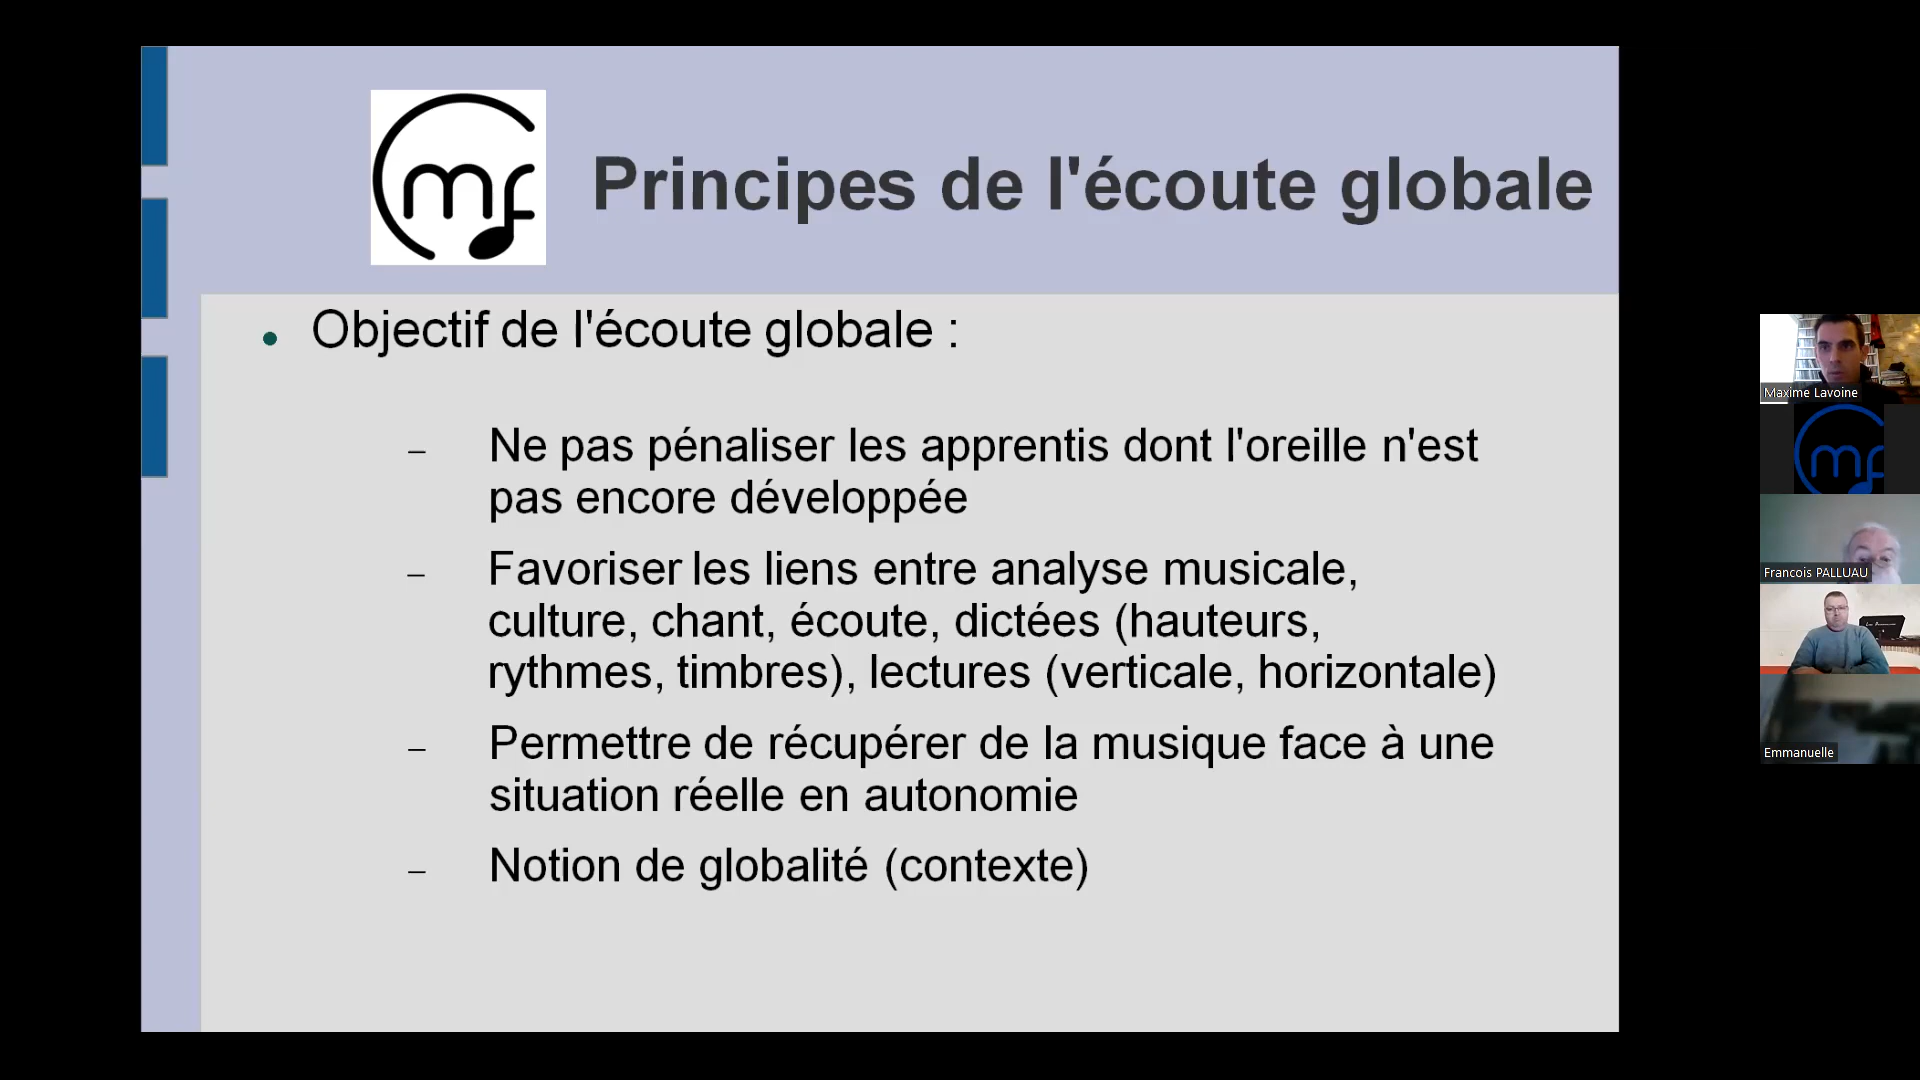 mf
Principes de l'écoute globale
Objectif de l'écoute globale :
Ne pas pénaliser les apprentis dont l'oreille n'est
pas encore développée
Favoriser les liens entre analyse musicale,
culture, chant, écoute, dictées (hauteurs,
rythmes, timbres), lectures (verticale, horizontale)
Permettre de récupérer de la musique face à une
situation réelle en autonomie
Notion de globalité (contexte)
Maxime Lavoine
mf
Francois PALLUAU
Emmanuelle